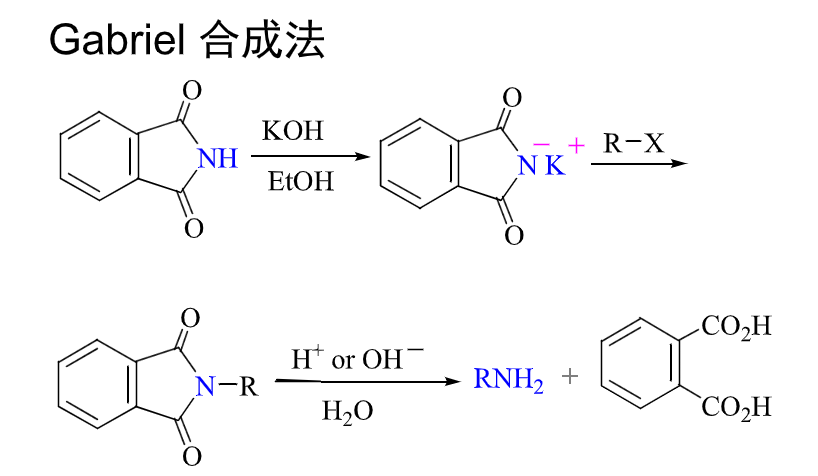 Gabriel 合成法
O
KOH
NH
EtOH
O
O
− +
N K
R−X
O
O
H⁺ or OH⁻
N−R
H₂O
RNH₂ +
CO₂H
CO₂H
O